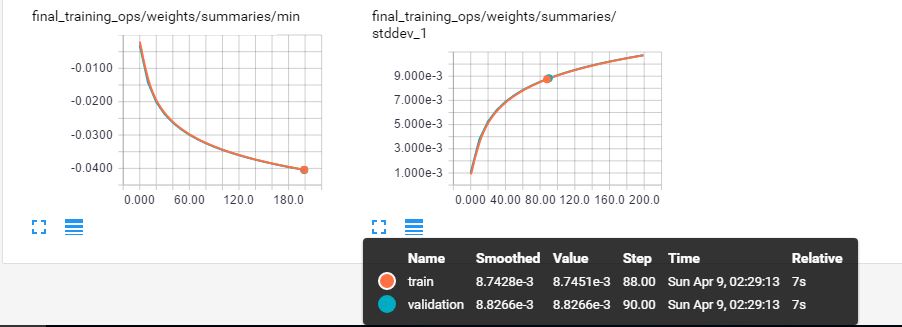 final_training_ops/weights/summaries/min
-0.0100
-0.0200
-0.0300
-0.0400
0.000 60.00 120.0 180.0
final_training_ops/weights/summaries/
stddev_1
9.000e-3
7.000e-3
5.000e-3
3.000e-3
1.000e-3
0.000 40.00 80.00 120.0 160.0 200.0
Name Smoothed Value Step Time Relative
train 8.7428e-3 8.7451e-3 88.00 Sun Apr 9, 02:29:13 7s
validation 8.8266e-3 8.8266e-3 90.00 Sun Apr 9, 02:29:13 7s